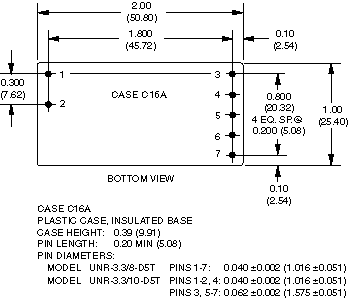 2.00
(50.80)
1.800
(45.72)
0.10
(2.54)
0.300
(7.62)
1
2
CASE C16A
3
4
5
6
7
0.800
(20.32)
4 EQ. SP.@
0.200 (5.08)
1.00
(25.40)
BOTTOM VIEW
0.10
(2.54)
CASE C16A
PLASTIC CASE, INSULATED BASE
CASE HEIGHT: 0.39 (9.91)
PIN LENGTH: 0.20 MIN (5.08)
PIN DIAMETERS:
MODEL UNR-3.3/8-D5T PINS 1-7: 0.040 ±0.002 (1.016 ±0.051)
MODEL UNR-3.3/10-D5T PINS 1-2, 4: 0.040 ±0.002 (1.016 ±0.051)
PINS 3, 5-7: 0.062 ±0.002 (1.575 ±0.051)